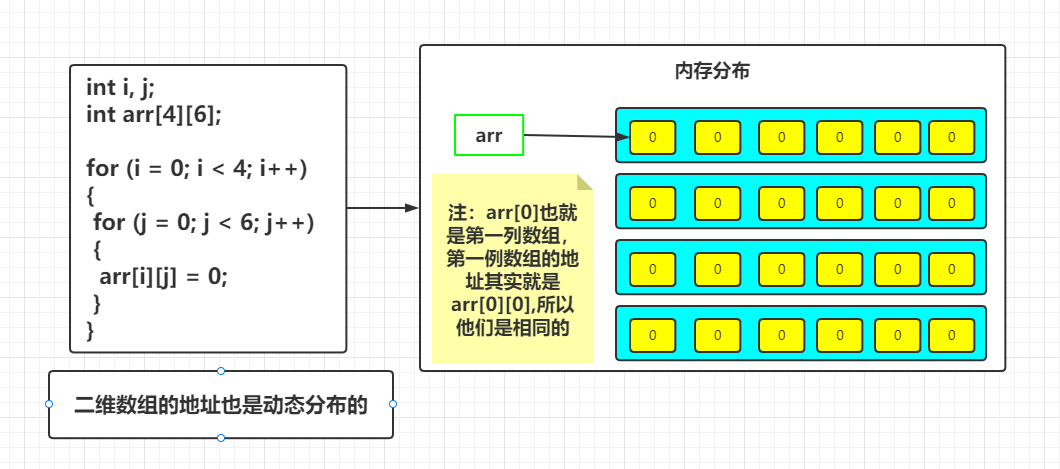 int i, j;
int arr[4][6];
for (i = 0; i < 4; i++)
{
for (j = 0; j < 6; j++)
{
arr[i][j] = 0;
}
}
二维数组的地址也是动态分布的
内存分布
arr
0 0 0 0 0 0
0 0 0 0 0 0
0 0 0 0 0 0
0 0 0 0 0 0
注：arr[0]也就
是第一列数组，
第一例数组的地
址其实就是
arr[0][0],所以
他们是相同的